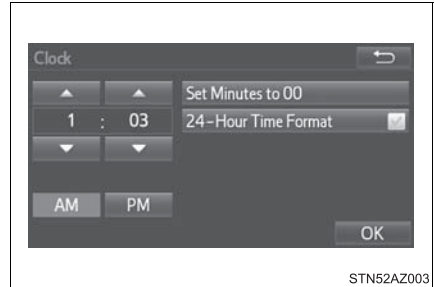 Clock
Set Minutes to 00
1 : 03
24-Hour Time Format
AM PM
OK
STN52AZ003